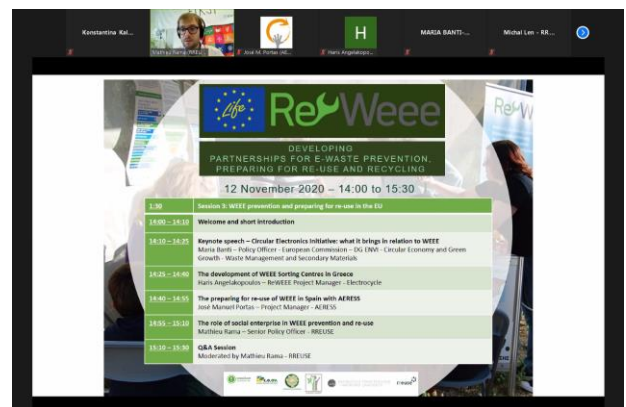 Konstantina Kal...
Mathieu Rama, RREU...
José M. Portas (AE...
H
Haris Angelakopo...
MARIA BANTI-...
Michal Len - RR...
Life
ReWeee
DEVELOPING
PARTNERSHIPS FOR E-WASTE PREVENTION,
PREPARING FOR RE-USE AND RECYCLING
12 November 2020 – 14:00 to 15:30
1:30 Session 3: WEEE prevention and preparing for re-use in the EU
14:00 – 14:10 Welcome and short introduction
14:10 – 14:25 Keynote speech – Circular Electronics Initiative: what it brings in relation to WEEE
Maria Banti – Policy Officer - European Commission – DG ENVI - Circular Economy and Green
Growth - Waste Management and Secondary Materials
14:25 – 14:40 The development of WEEE Sorting Centres in Greece
Haris Angelakopoulos – ReWEEE Project Manager - Electrocycle
14:40 – 14:55 The preparing for re-use of WEEE in Spain with AERESS
José Manuel Portas – Project Manager - AERESS
14:55 – 15:10 The role of social enterprise in WEEE prevention and re-use
Mathieu Rama – Senior Policy Officer - RREUSE
15:10 – 15:30 Q&A Session
Moderated by Mathieu Rama - RREUSE